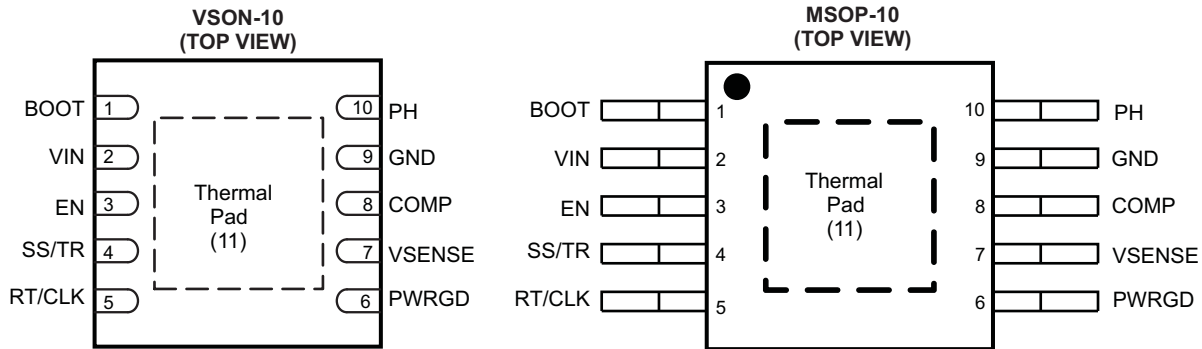 VSON-10
(TOP VIEW)
BOOT 1
VIN 2
EN 3
SS/TR 4
RT/CLK 5
Thermal
Pad
(11)
10 PH
9 GND
8 COMP
7 VSENSE
6 PWRGD
MSOP-10
(TOP VIEW)
BOOT 1
VIN 2
EN 3
SS/TR 4
RT/CLK 5
Thermal
Pad
(11)
10 PH
9 GND
8 COMP
7 VSENSE
6 PWRGD